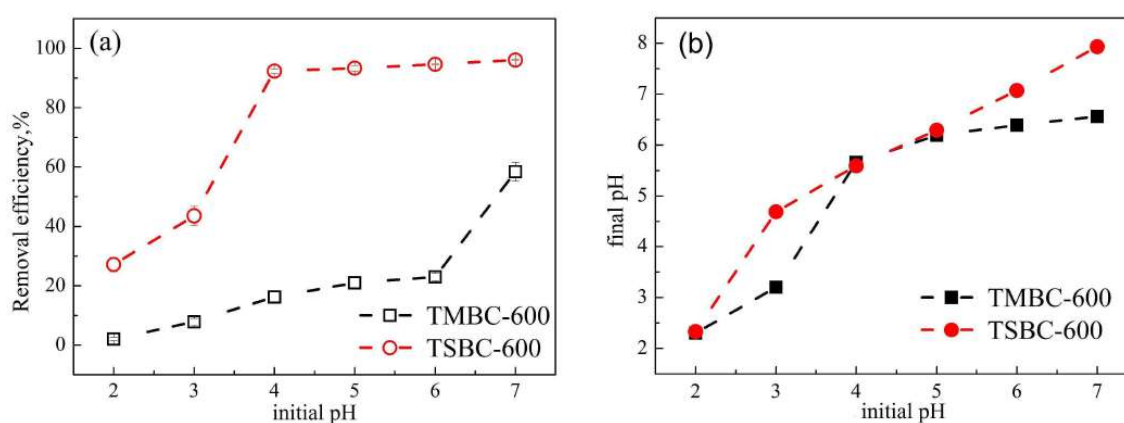 (a)
Removal efficiency,%
100
80
60
40
20
0
TMBC-600
TSBC-600
2 3 4 5 6 7
initial pH
(b)
final pH
8
7
6
5
4
3
2
TMBC-600
TSBC-600
2 3 4 5 6 7
initial pH